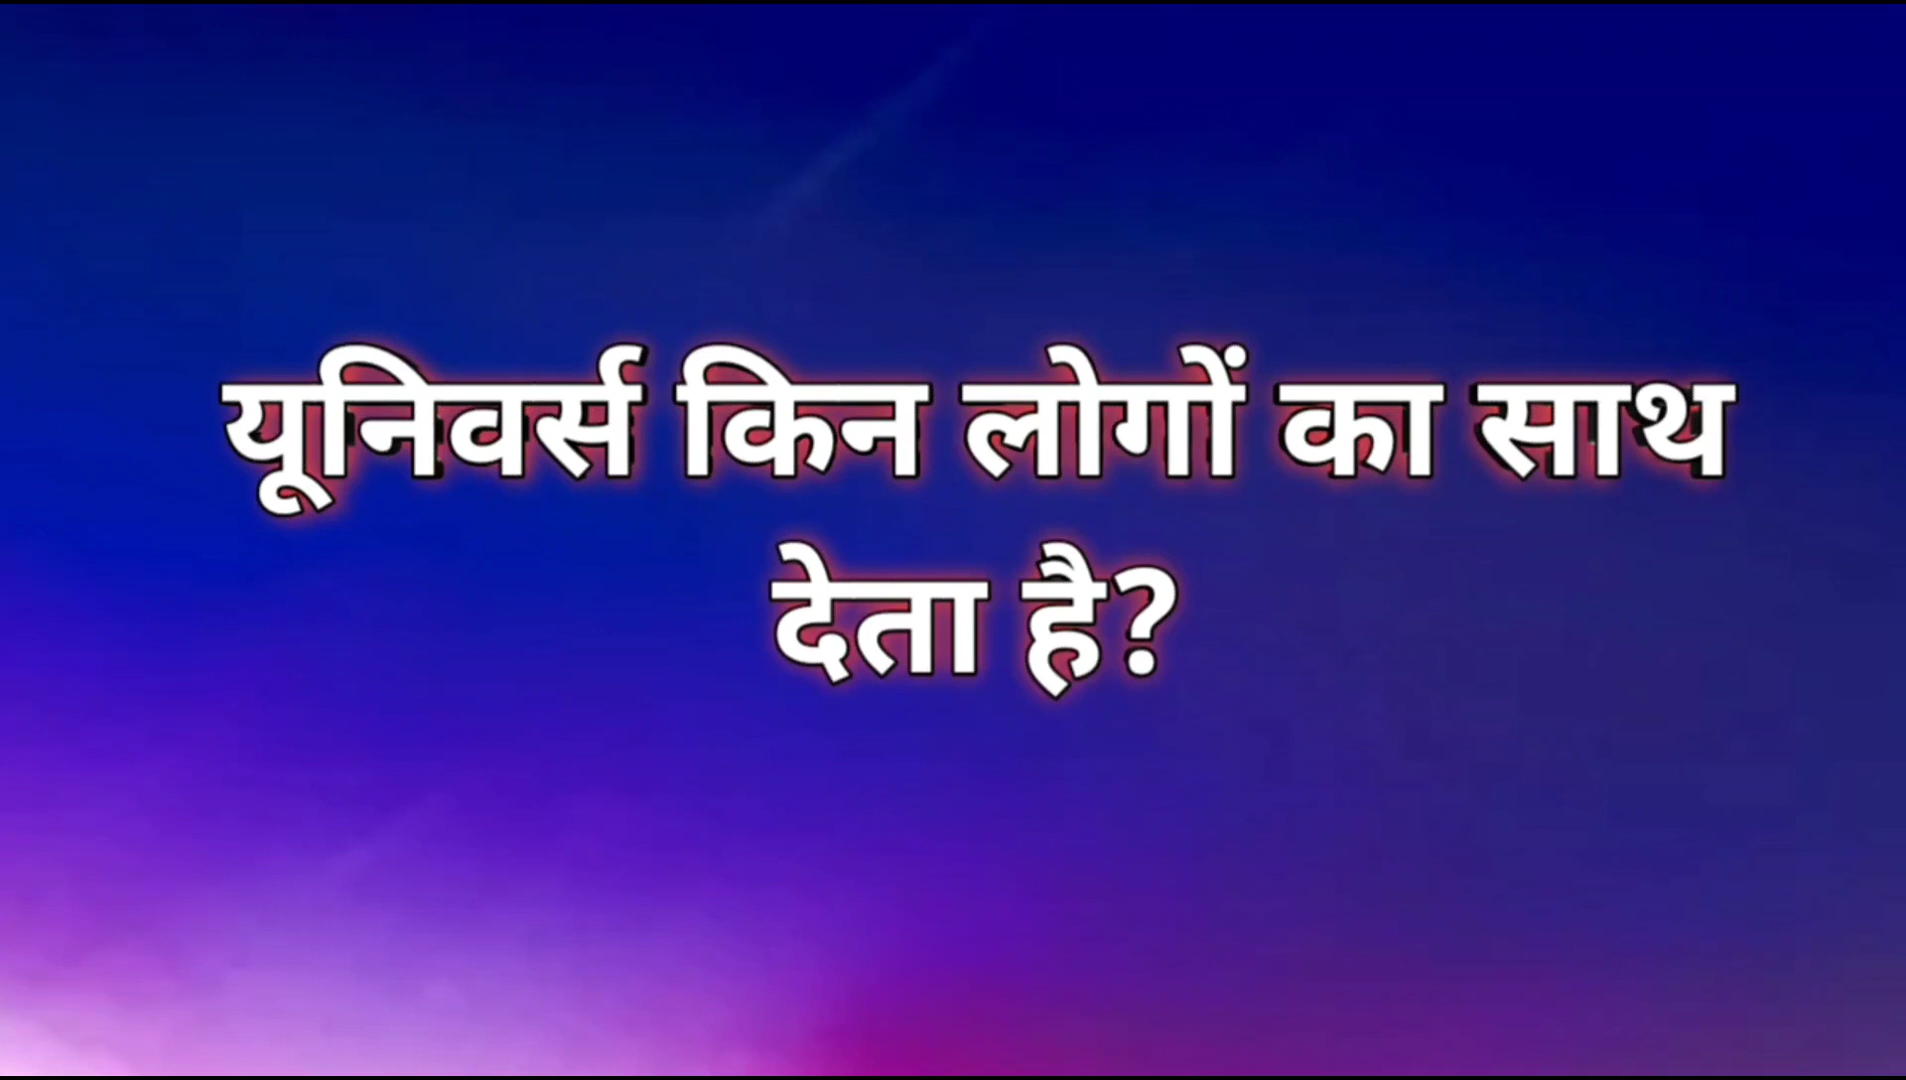 यूनिवर्स किन लोगों का साथ
देता है?